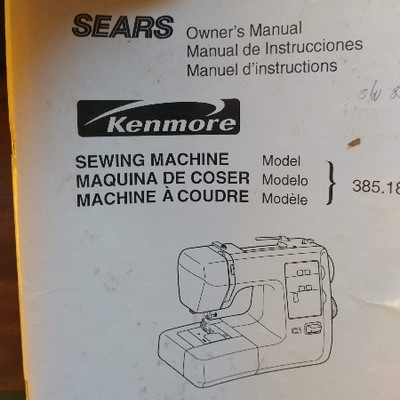 SEARS
Owner's Manual
Manual de Instrucciones
Manuel d'instructions
Kenmore
SEWING MACHINE Model
MAQUINA DE COSER Modelo
MACHINE À COUDRE Modèle
385.18